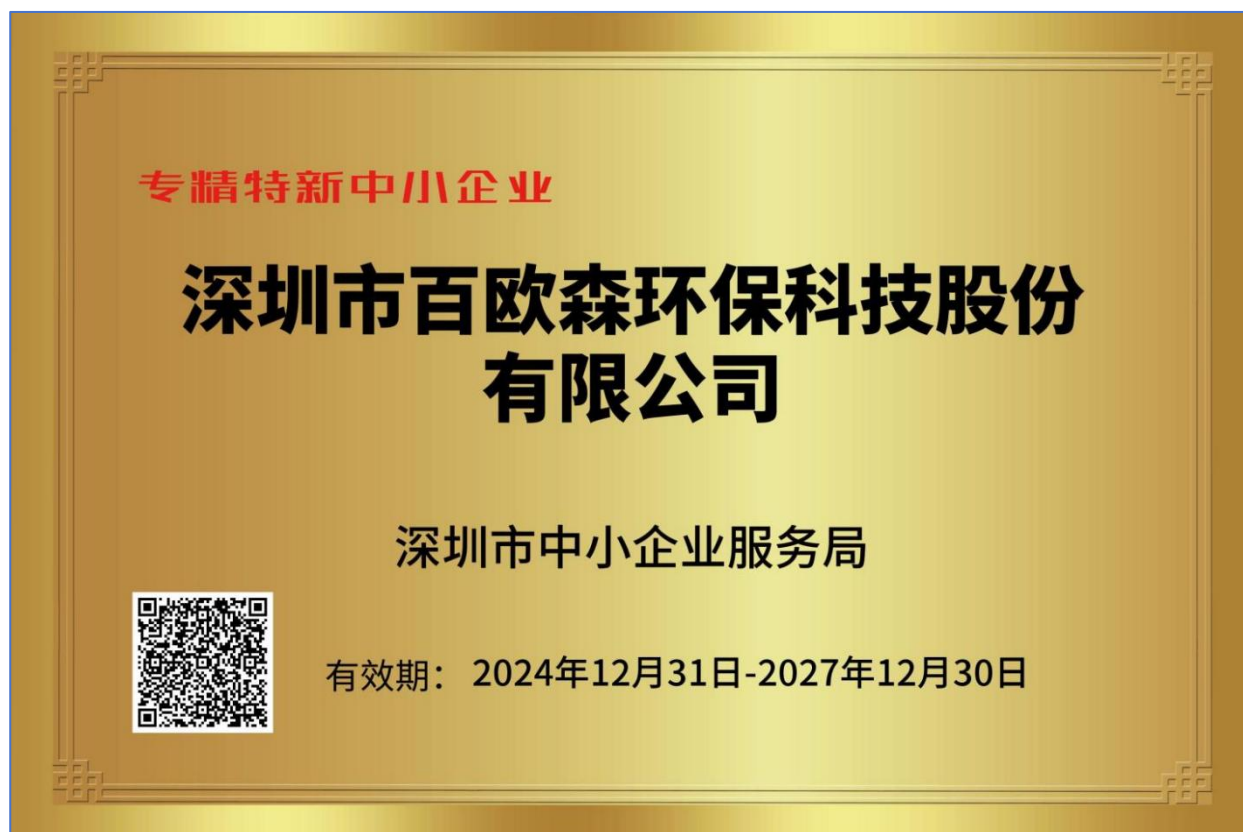 专精特新中小企业
深圳市百欧森环保科技股份
有限公司
深圳市中小企业服务局
有效期： 2024年12月31日-2027年12月30日